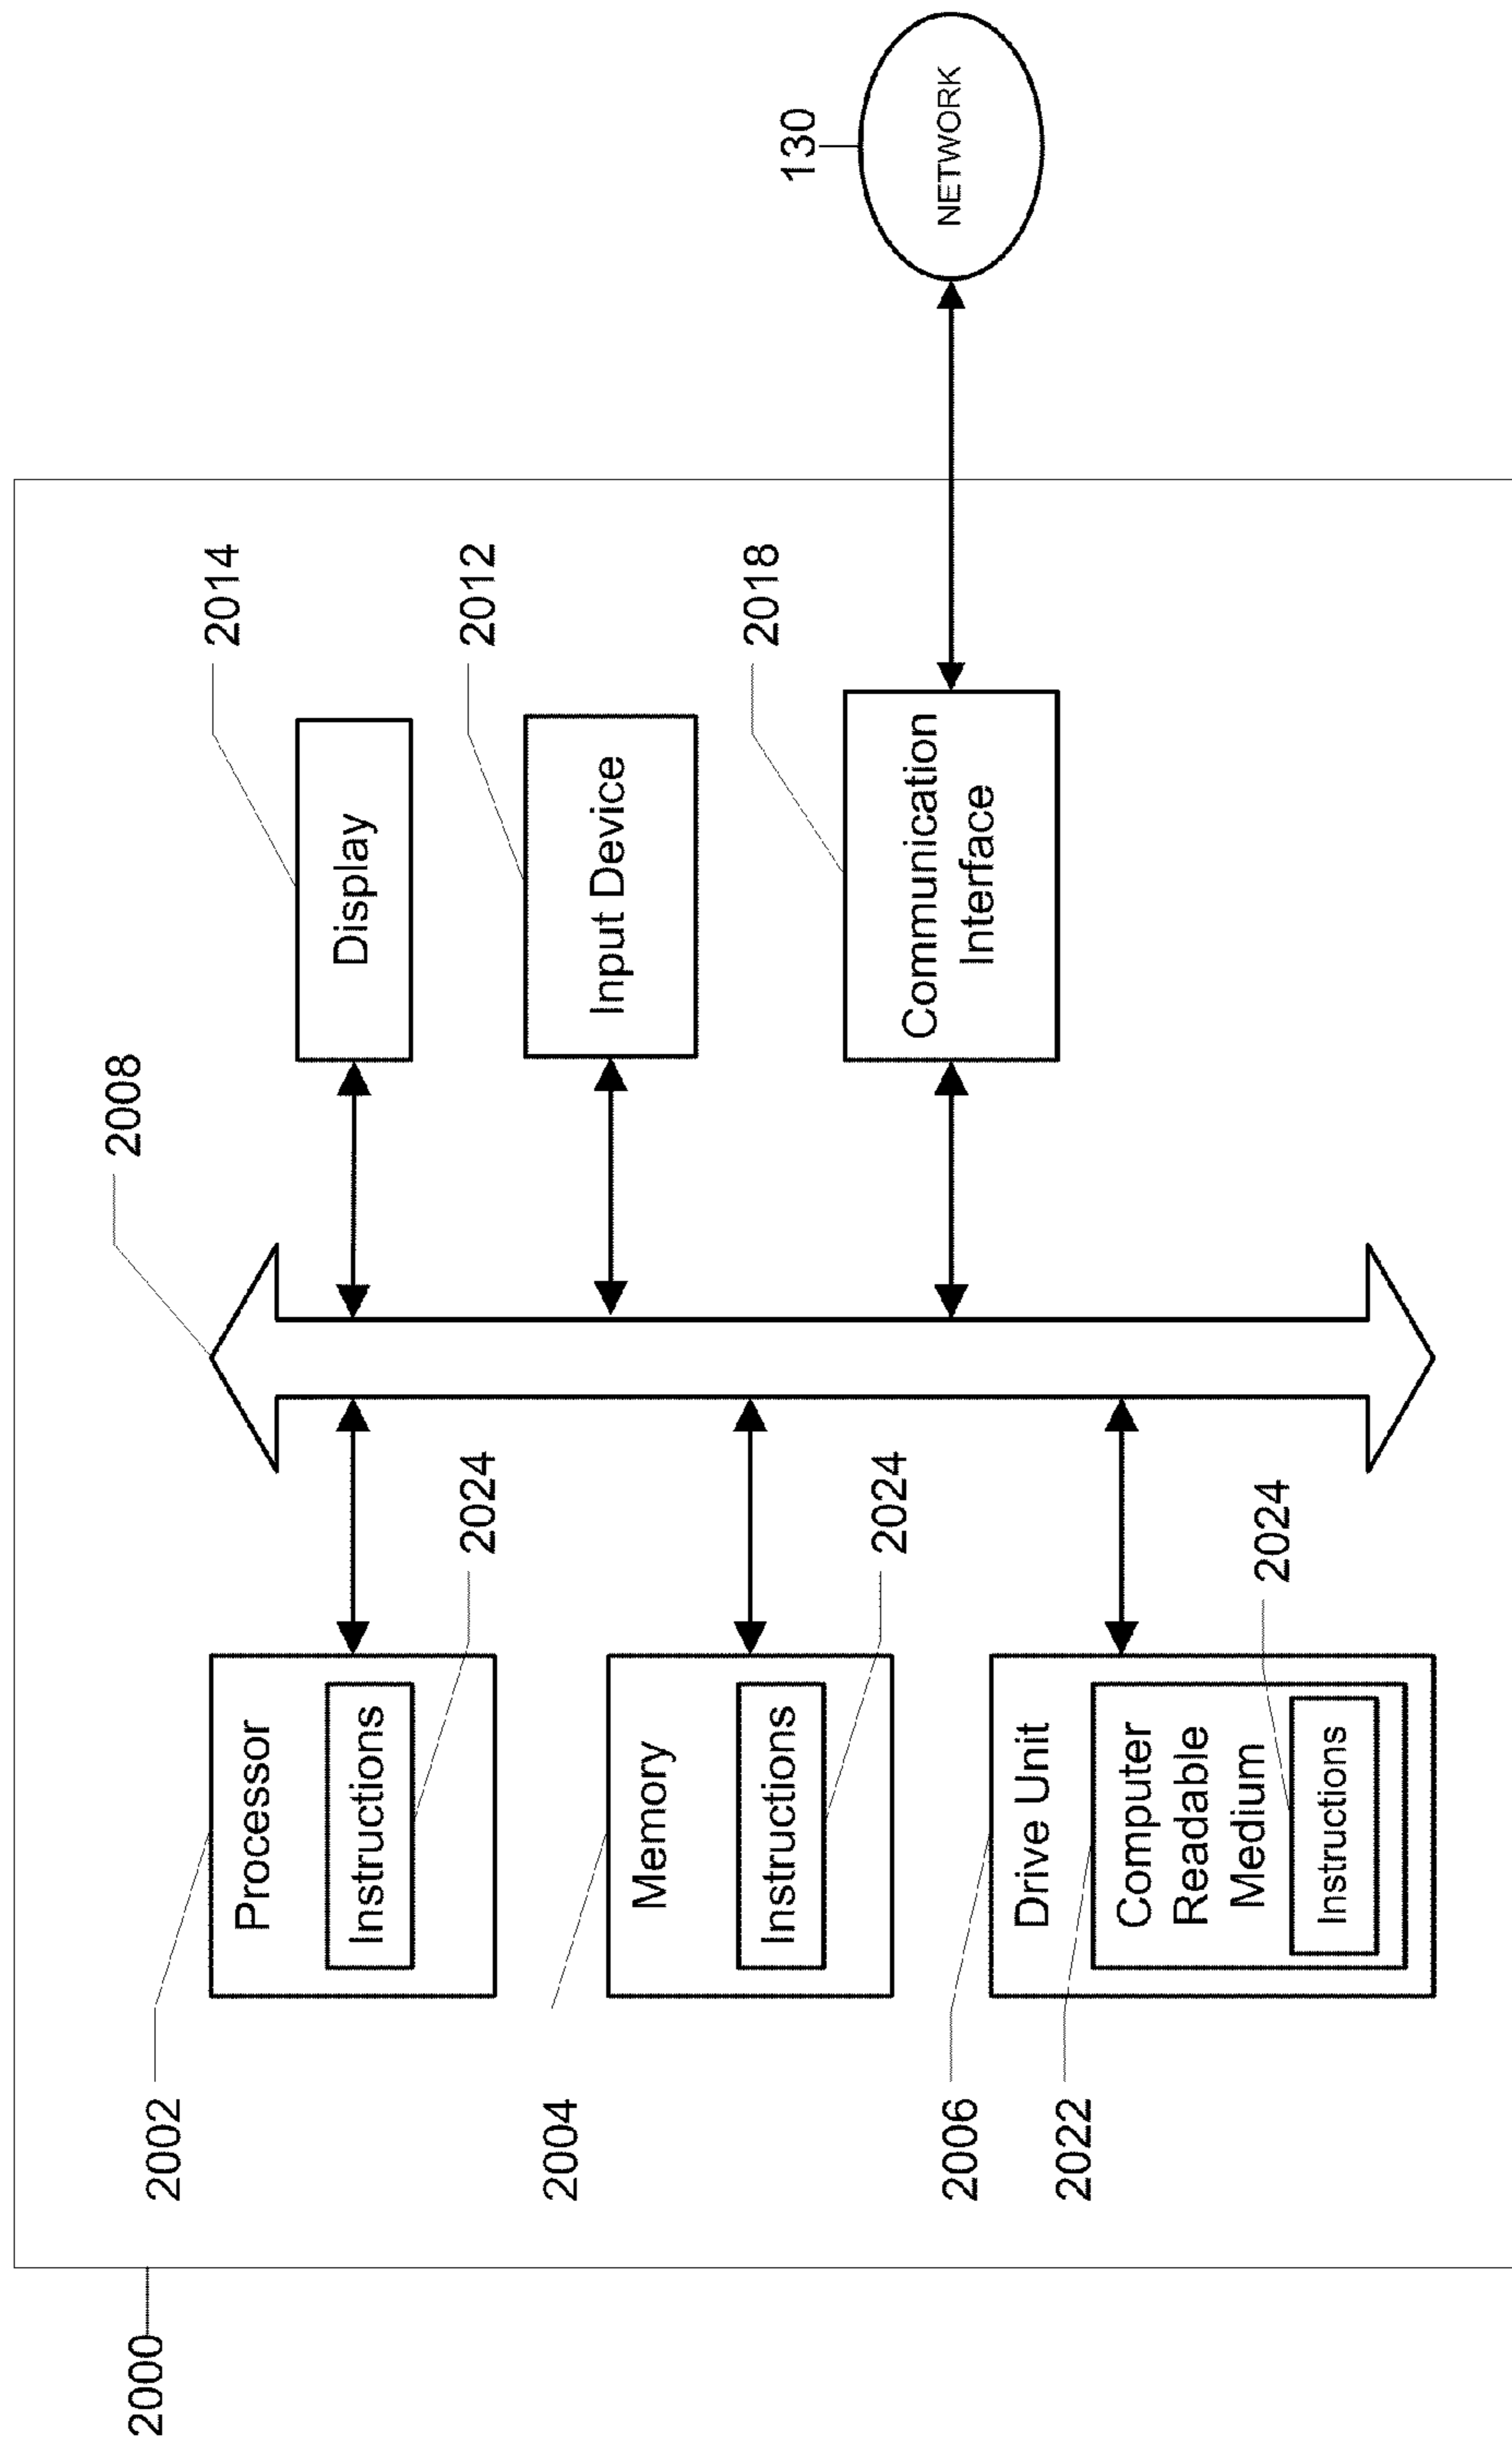 2000
2002
Processor
Instructions
2024
2004
Memory
Instructions
2024
2006
2022
Drive Unit
Computer
Readable
Medium
Instructions
2024
2008
Display
2014
Input Device
2012
Communication
Interface
2018
130
NETWORK